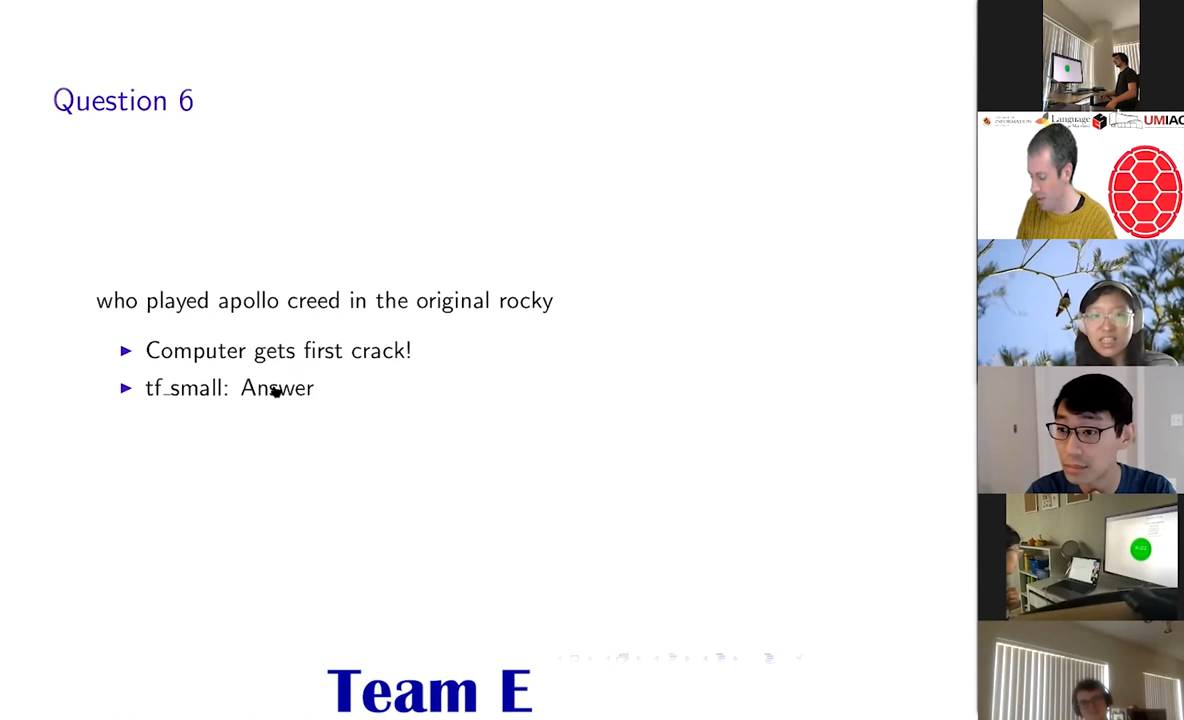 Question 6
who played apollo creed in the original rocky
Computer gets first crack!
tf_small: Answer
Team E
Language
UMIAC